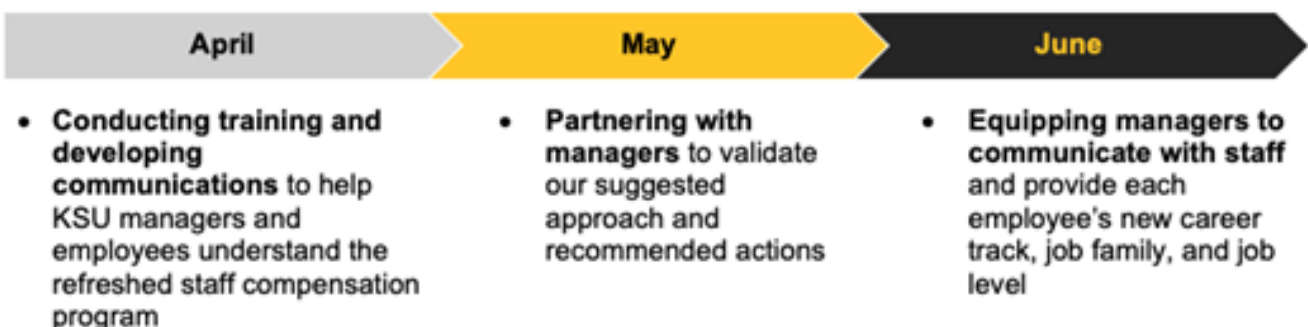 April
• Conducting training and
developing
communications to help
KSU managers and
employees understand the
refreshed staff compensation
program
May
• Partnering with
managers to validate
our suggested
approach and
recommended actions
June
• Equipping managers to
communicate with staff
and provide each
employee's new career
track, job family, and job
level